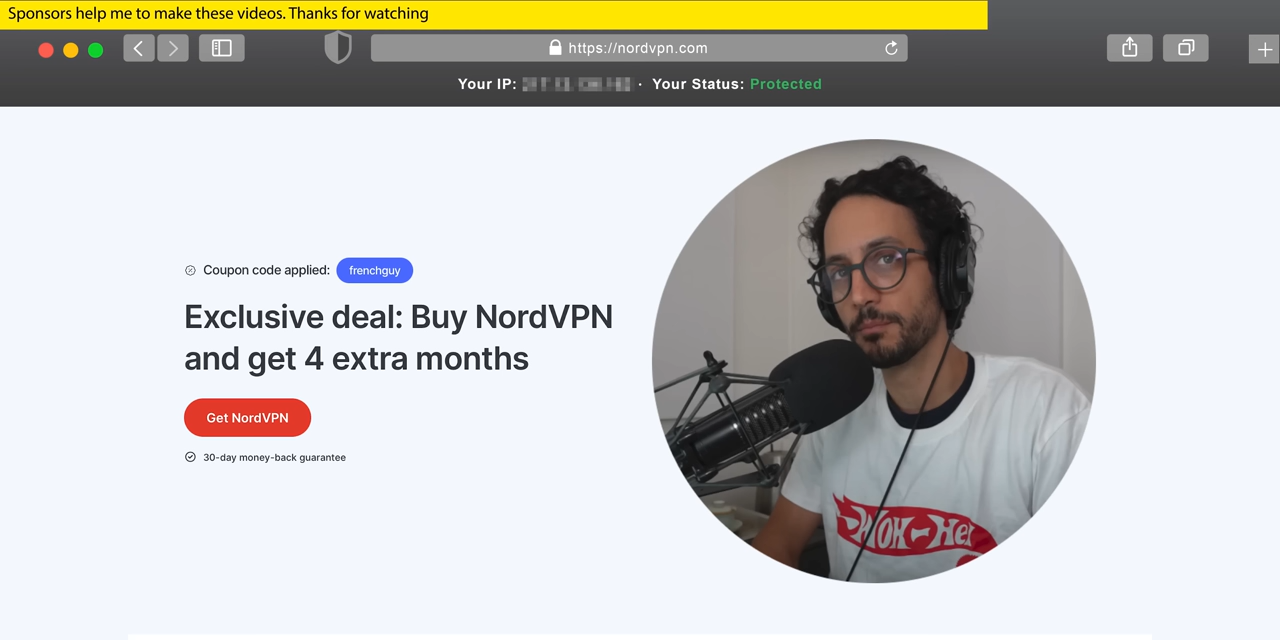 Sponsors help me to make these videos. Thanks for watching
https://nordvpn.com
Your IP: · Your Status: Protected
Coupon code applied: frenchguy
Exclusive deal: Buy NordVPN
and get 4 extra months
Get NordVPN
30-day money-back guarantee
WOK-Hei